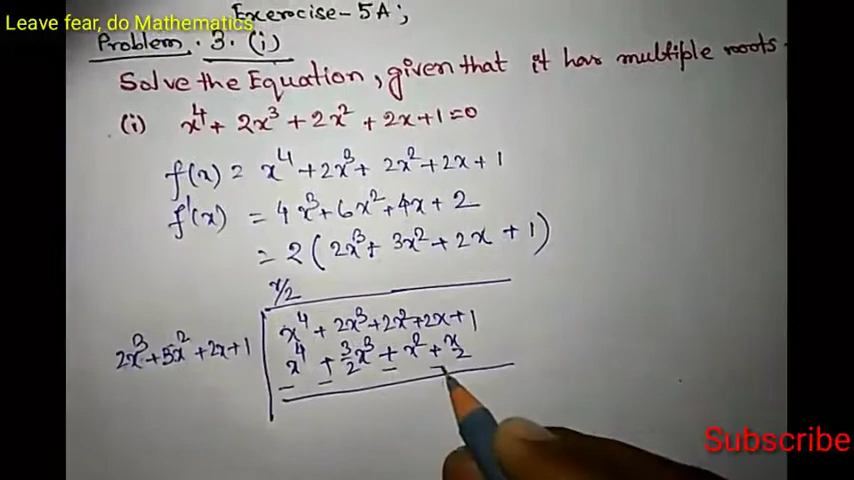 Excercise-5A;
Leave fear, do Mathematics
Problem. 3. (i)
Solve the Equation, given that it has multiple roots.
(i) x⁴ + 2x³ + 2x² + 2x + 1 = 0
f(x) = x⁴ + 2x³ + 2x² + 2x + 1
f'(x) = 4x³ + 6x² + 4x + 2
= 2(2x³ + 3x² + 2x + 1)
x/2
x⁴ + 2x³ + 2x² + 2x + 1
2x³ + 3x² + 2x + 1
x⁴ + 3/2 x³ + x² + x/2
− − − −
Subscribe